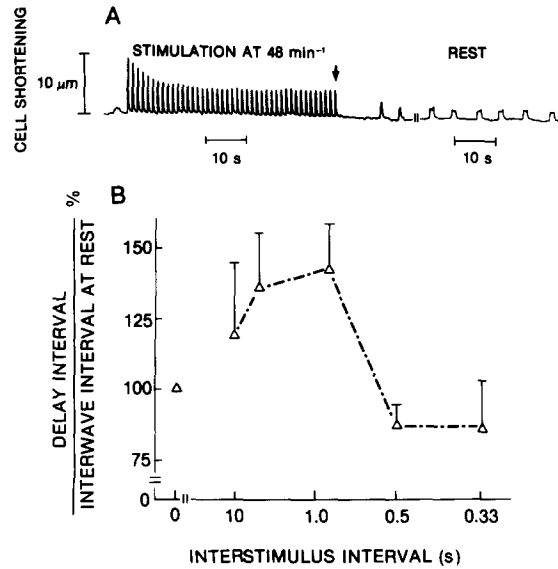 A
STIMULATION AT 48 min⁻¹
REST
CELL SHORTENING
10 μm
10 s
10 s
B
%
DELAY INTERVAL
INTERWAVE INTERVAL AT REST
150
125
100
75
0
0 10 1.0 0.5 0.33
INTERSTIMULUS INTERVAL (s)